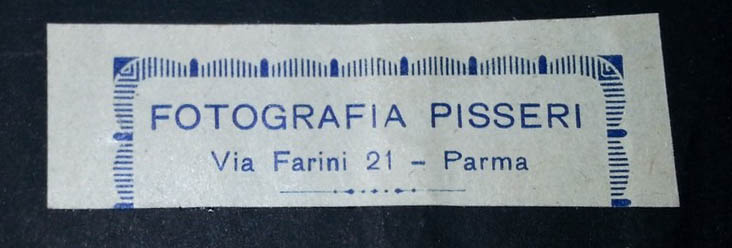 FOTOGRAFIA PISSERI
Via Farini 21 - Parma